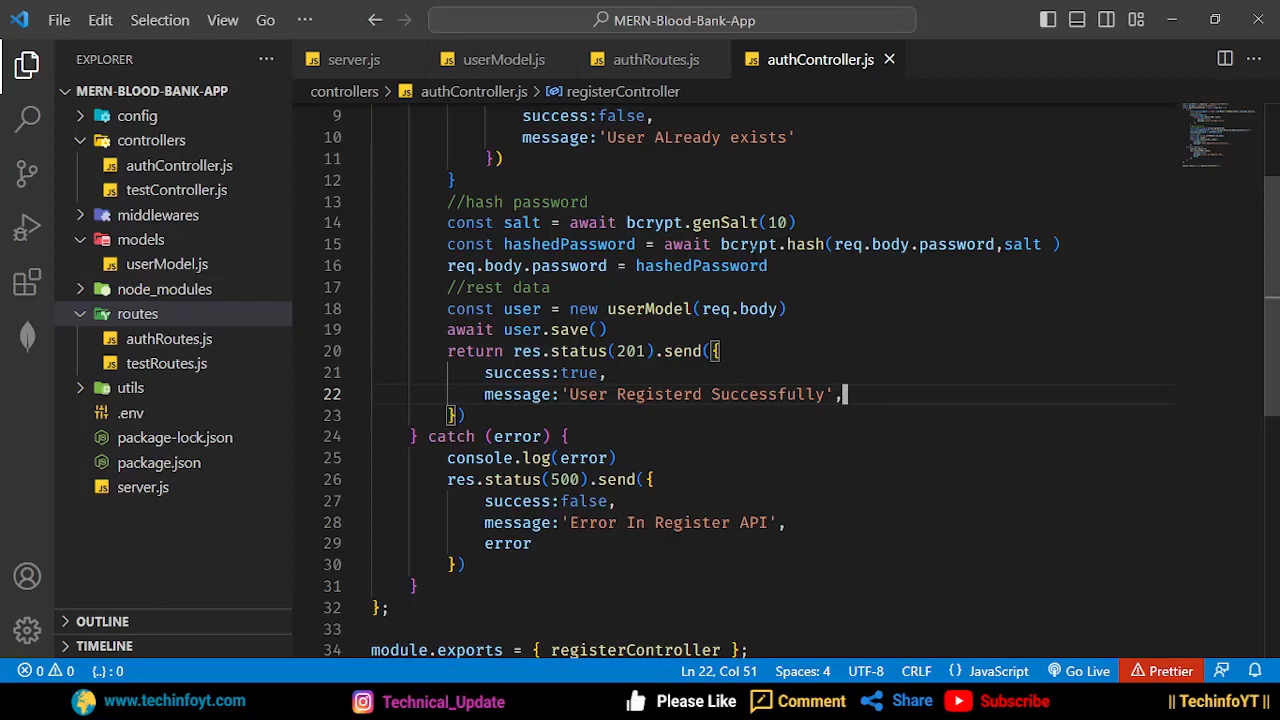 File Edit Selection View Go ··· MERN-Blood-Bank-App
EXPLORER ···
MERN-BLOOD-BANK-APP
config
controllers
authController.js
testController.js
middlewares
models
userModel.js
node_modules
routes
authRoutes.js
testRoutes.js
utils
.env
package-lock.json
package.json
server.js
OUTLINE
TIMELINE
server.js userModel.js authRoutes.js authController.js
controllers > authController.js > registerController
9 success:false,
10 message:'User ALready exists'
11 })
12 }
13 //hash password
14 const salt = await bcrypt.genSalt(10)
15 const hashedPassword = await bcrypt.hash(req.body.password,salt )
16 req.body.password = hashedPassword
17 //rest data
18 const user = new userModel(req.body)
19 await user.save()
20 return res.status(201).send({
21 success:true,
22 message:'User Registerd Successfully',
23 })
24 } catch (error) {
25 console.log(error)
26 res.status(500).send({
27 success:false,
28 message:'Error In Register API',
29 error
30 })
31 }
32 };
33
34 module.exports = { registerController };
0 0 {..} : 0 Ln 22, Col 51 Spaces: 4 UTF-8 CRLF {} JavaScript Go Live Prettier
www.techinfoyt.com Technical_Update Please Like Comment Share Subscribe || TechinfoYT ||